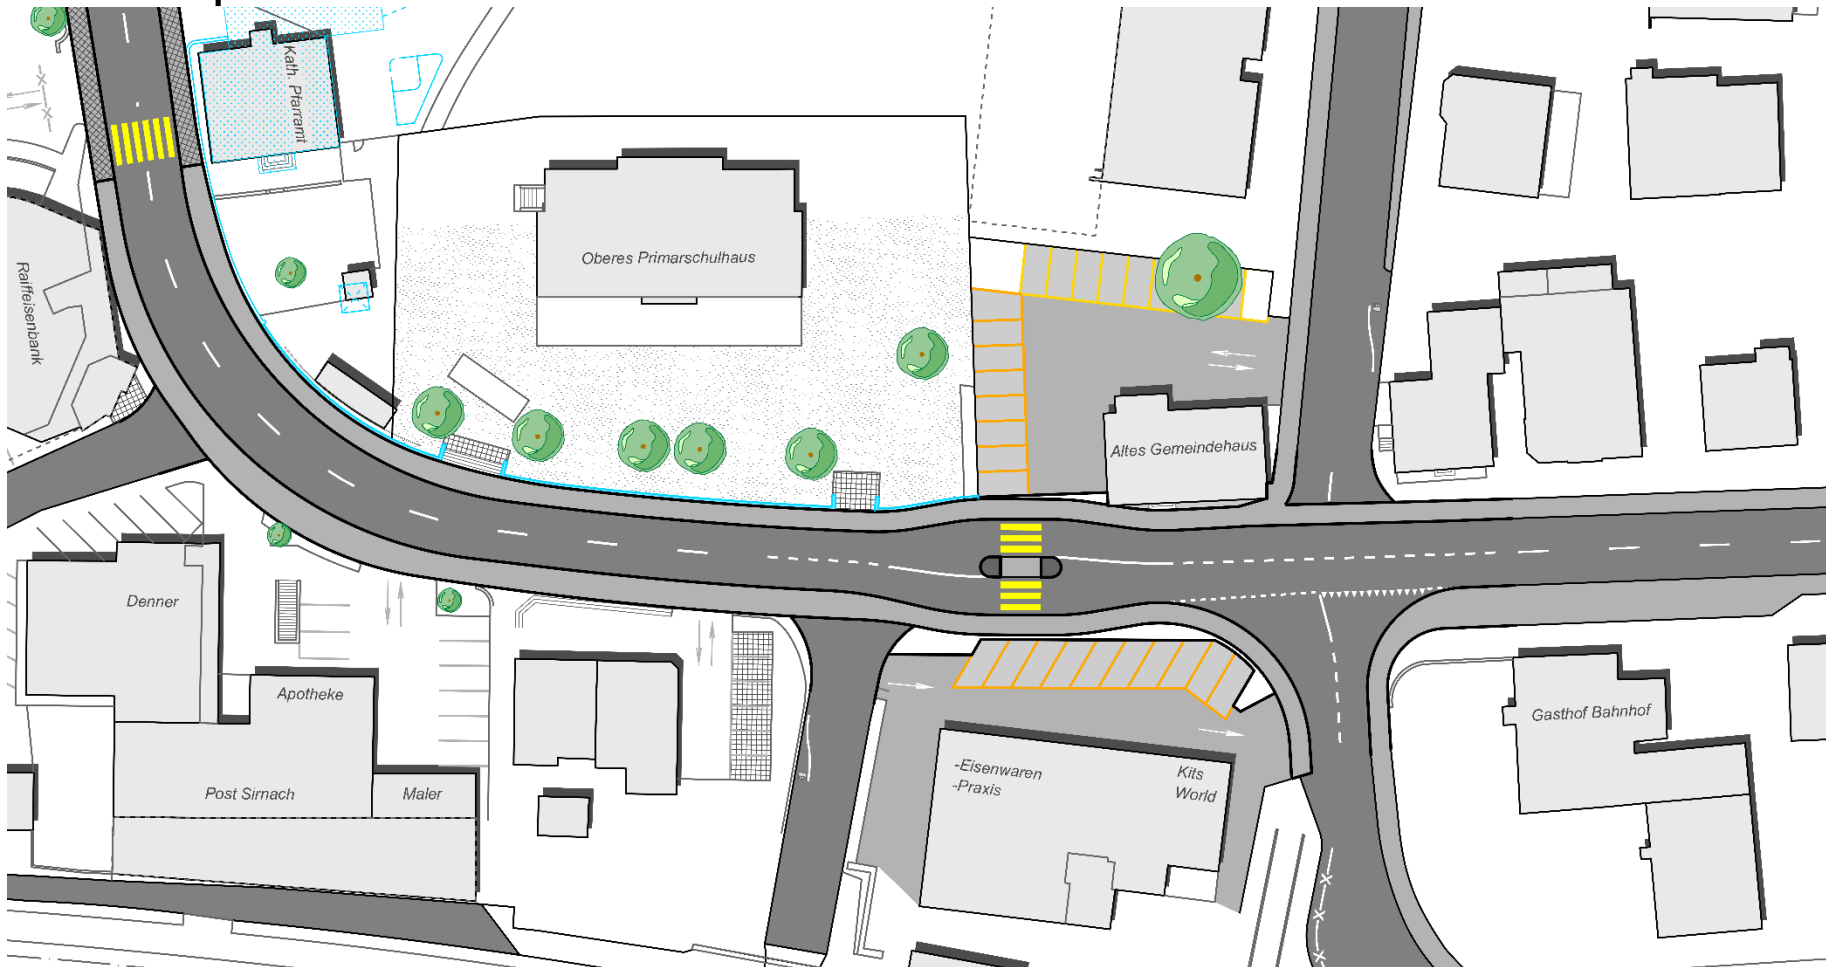 Kath. Pfarramt
Oberes Primarschulhaus
Raiffeisenbank
Altes Gemeindehaus
Denner
Apotheke
Post Sirnach
Maler
-Eisenwaren
-Praxis
Kits
World
Gasthof Bahnhof